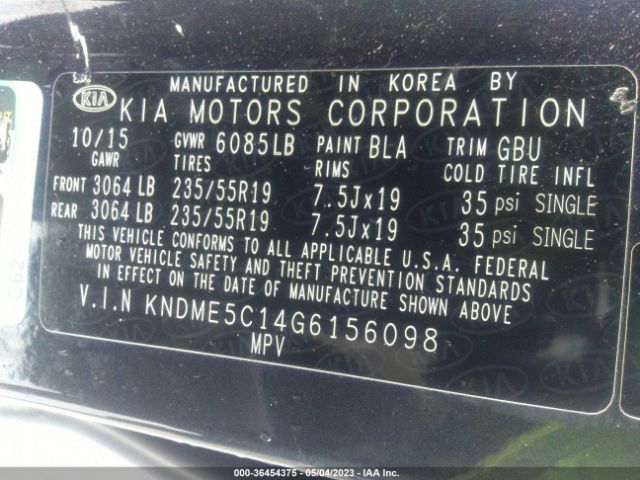 MANUFACTURED IN KOREA BY
KIA KIA MOTORS CORPORATION
10/15 GVWR 6085LB PAINT BLA TRIM GBU
GAWR TIRES RIMS COLD TIRE INFL
FRONT 3064 LB 235/55R19 7.5Jx19 35 psi SINGLE
REAR 3064 LB 235/55R19 7.5Jx19 35 psi SINGLE
THIS VEHICLE CONFORMS TO ALL APPLICABLE U.S.A. FEDERAL
MOTOR VEHICLE SAFETY AND THEFT PREVENTION STANDARDS
IN EFFECT ON THE DATE OF MANUFACTURE SHOWN ABOVE
V.I.N KNDME5C14G6156098
MPV
000-36454375 - 05/04/2023 - IAA Inc.